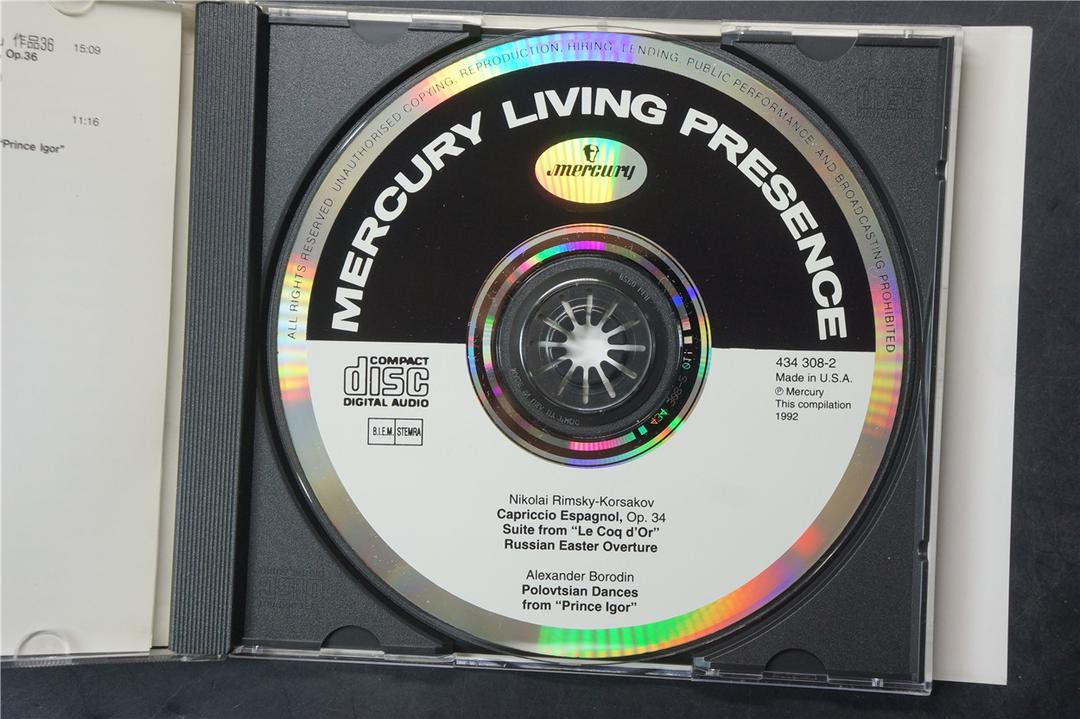 作品36 15:09
Op.36
11:16
"Prince Igor"
ALL RIGHTS RESERVED. UNAUTHORISED COPYING, REPRODUCTION, HIRING, LENDING, PUBLIC PERFORMANCE, AND BROADCASTING PROHIBITED
MERCURY LIVING PRESENCE
mercury
COMPACT
disc
DIGITAL AUDIO
B.I.E.M. STEMRA
434 308-2
Made in U.S.A.
℗ Mercury
This compilation
1992
Nikolai Rimsky-Korsakov
Capriccio Espagnol, Op. 34
Suite from “Le Coq d’Or”
Russian Easter Overture
Alexander Borodin
Polovtsian Dances
from “Prince Igor”